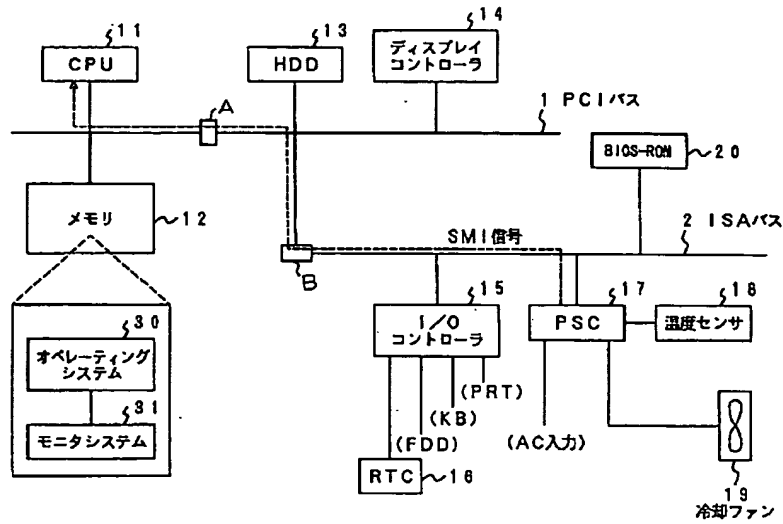 11
CPU
A
13
HDD
14
ディスプレイ
コントローラ
1 PCIバス
BIOS-ROM
20
メモリ
12
SMI信号
2 ISAバス
B
15
I/O
コントローラ
17
PSC
18
温度センサ
30
オペレーティング
システム
31
モニタシステム
(PRT)
(KB)
(FDD)
(AC入力)
RTC
16
19
冷却ファン